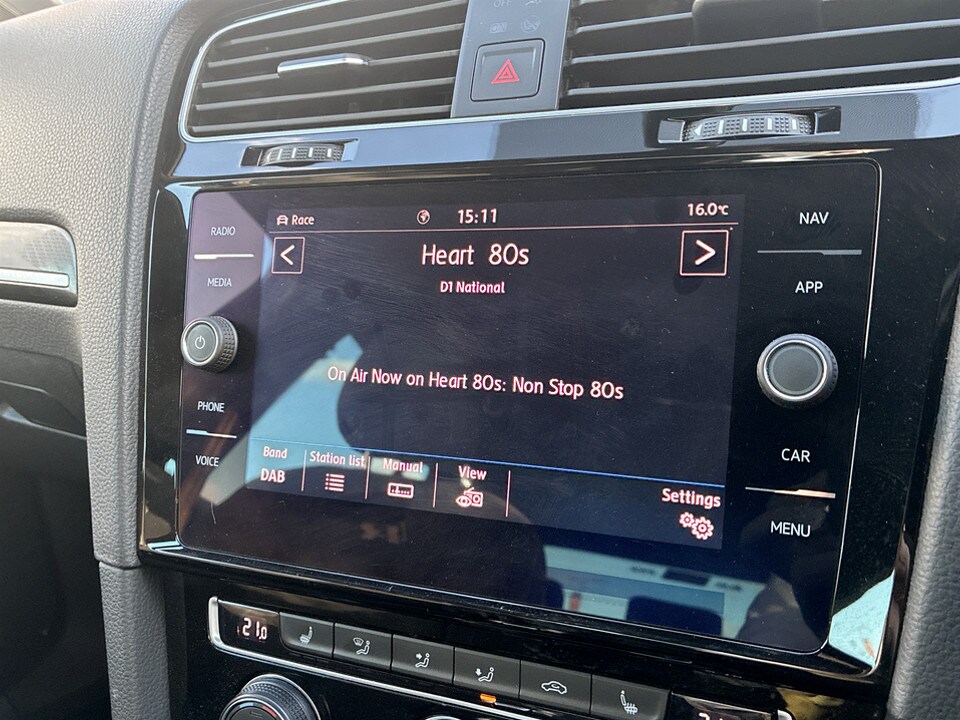 OFF
RADIO
MEDIA
PHONE
VOICE
Race
15:11
16.0°C
<
Heart 80s
>
D1 National
On Air Now on Heart 80s: Non Stop 80s
Band
DAB
Station list
Manual
View
Settings
NAV
APP
CAR
MENU
21.0